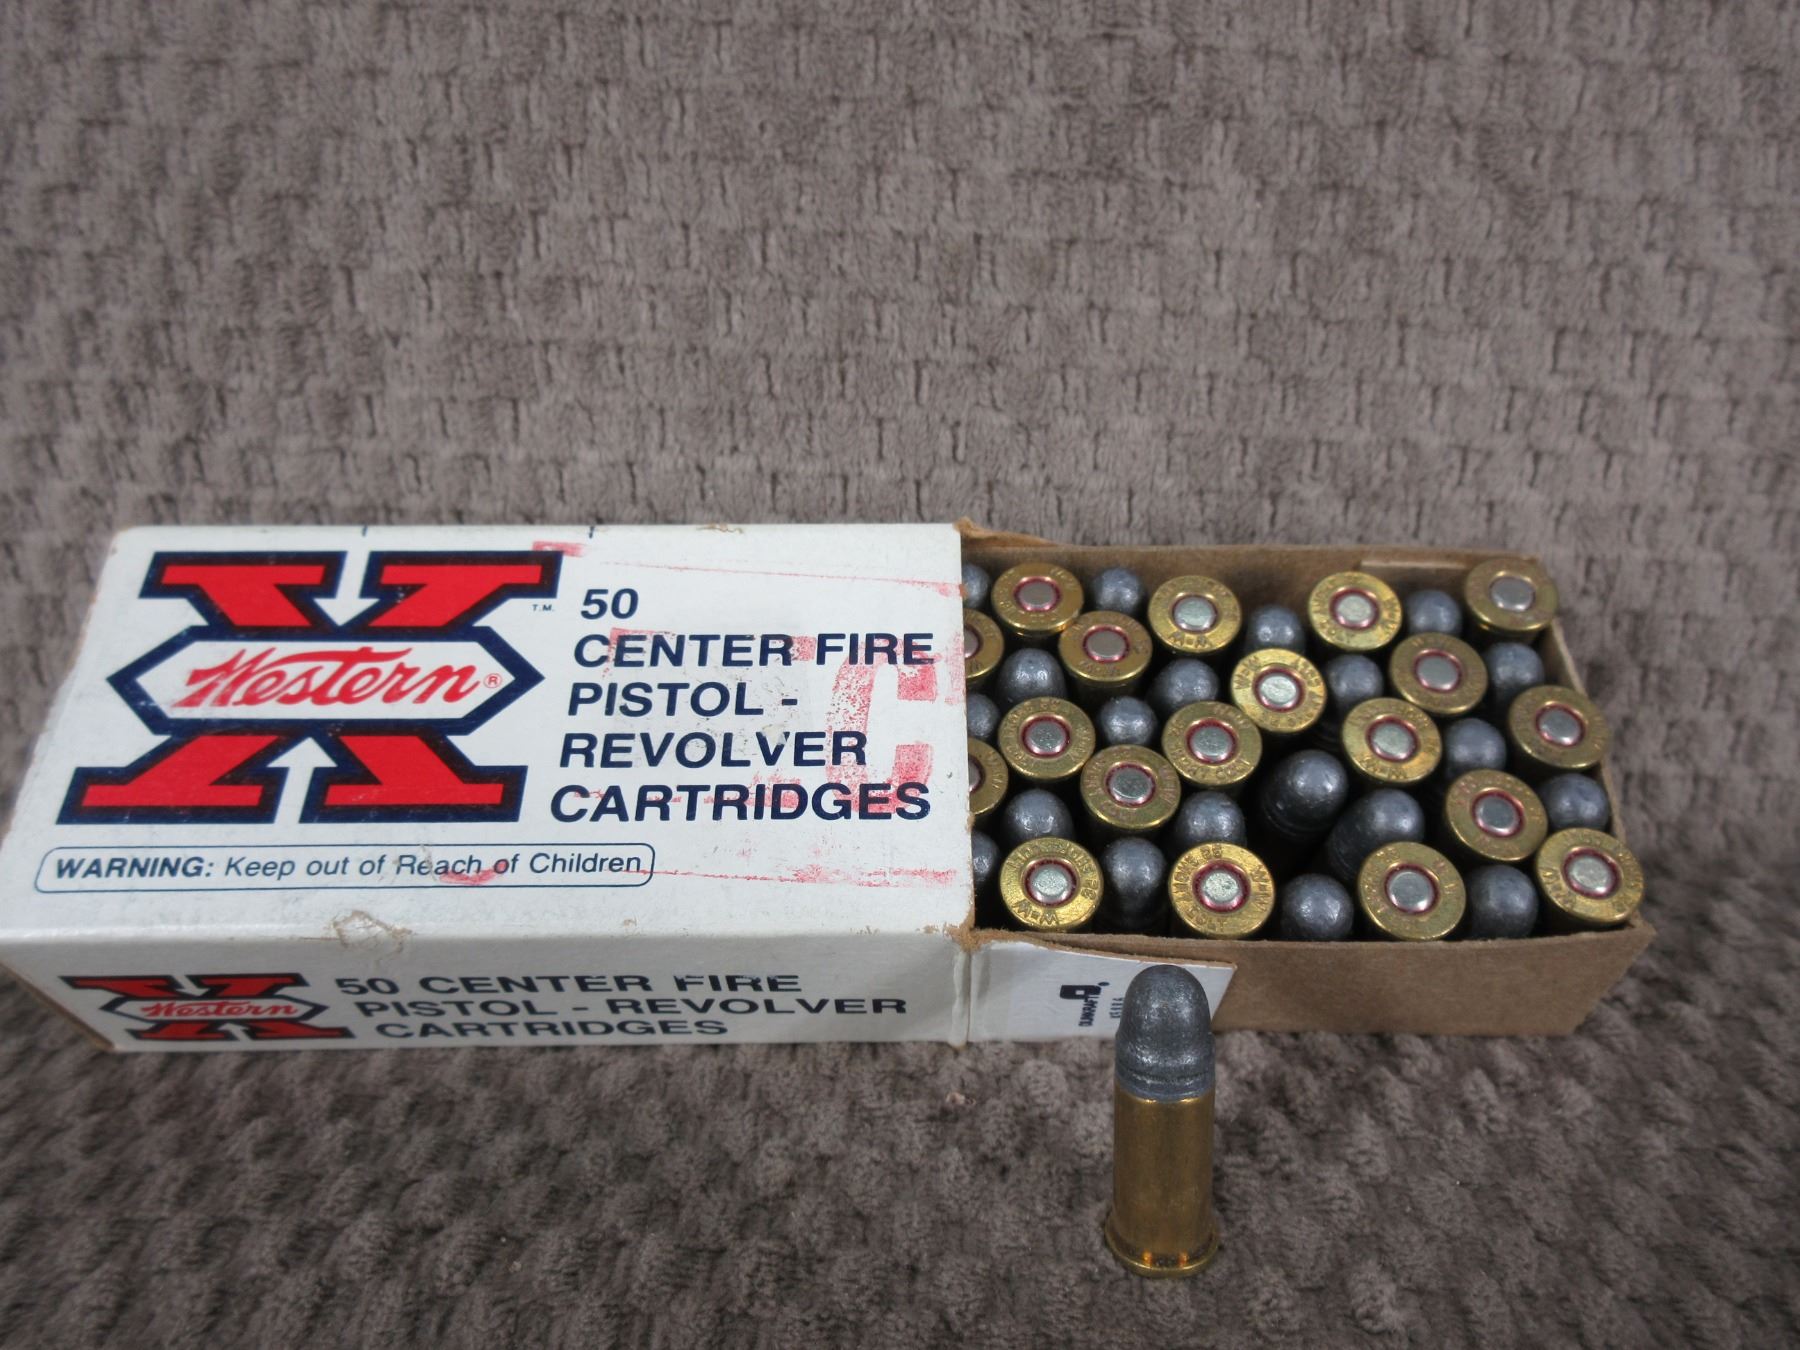 X
Western®
T.M.
50
CENTER FIRE
PISTOL -
REVOLVER
CARTRIDGES
WARNING: Keep out of Reach of Children
X
Western
50 CENTER FIRE
PISTOL - REVOLVER
CARTRIDGES
W-W